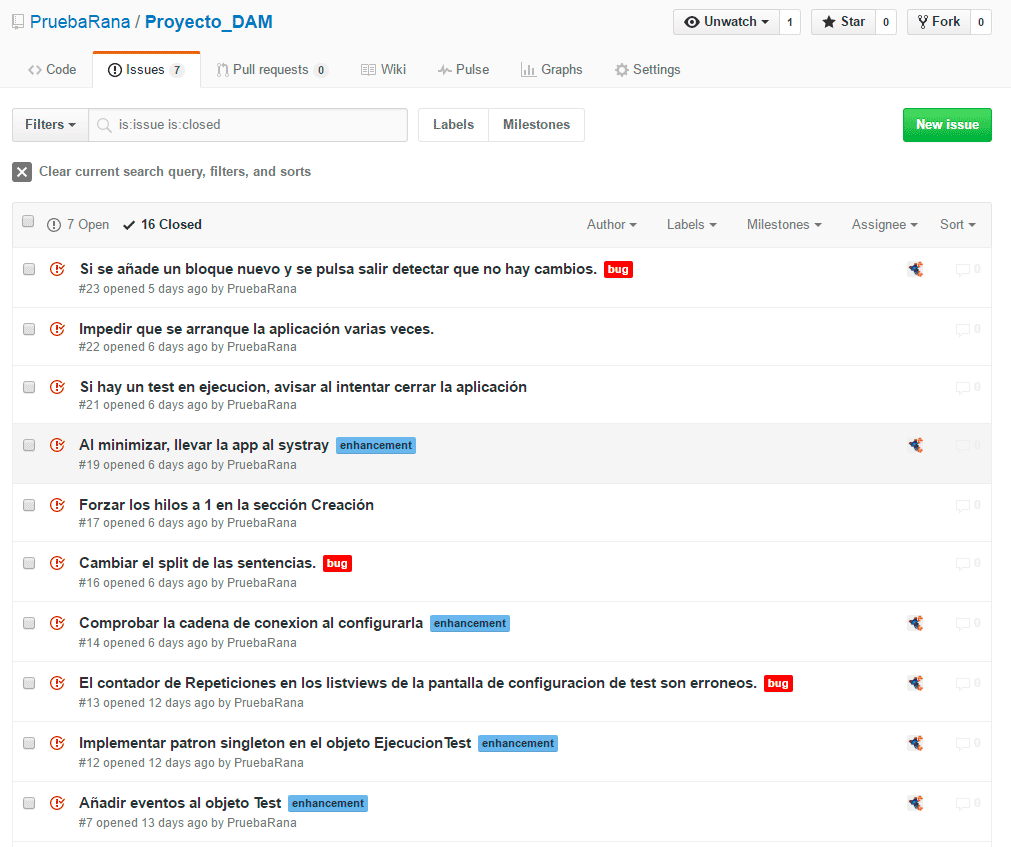 PruebaRana / Proyecto_DAM
Unwatch 1 Star 0 Fork 0
Code Issues 7 Pull requests 0 Wiki Pulse Graphs Settings
Filters is:issue is:closed Labels Milestones New issue
Clear current search query, filters, and sorts
7 Open 16 Closed Author Labels Milestones Assignee Sort
Si se añade un bloque nuevo y se pulsa salir detectar que no hay cambios. bug 0
#23 opened 5 days ago by PruebaRana
Impedir que se arranque la aplicación varias veces. 0
#22 opened 6 days ago by PruebaRana
Si hay un test en ejecucion, avisar al intentar cerrar la aplicación 0
#21 opened 6 days ago by PruebaRana
Al minimizar, llevar la app al systray enhancement 0
#19 opened 6 days ago by PruebaRana
Forzar los hilos a 1 en la sección Creación 0
#17 opened 6 days ago by PruebaRana
Cambiar el split de las sentencias. bug 0
#16 opened 6 days ago by PruebaRana
Comprobar la cadena de conexion al configurarla enhancement 0
#14 opened 6 days ago by PruebaRana
El contador de Repeticiones en los listviews de la pantalla de configuracion de test son erroneos. bug 0
#13 opened 12 days ago by PruebaRana
Implementar patron singleton en el objeto EjecucionTest enhancement 0
#12 opened 12 days ago by PruebaRana
Añadir eventos al objeto Test enhancement 0
#7 opened 13 days ago by PruebaRana